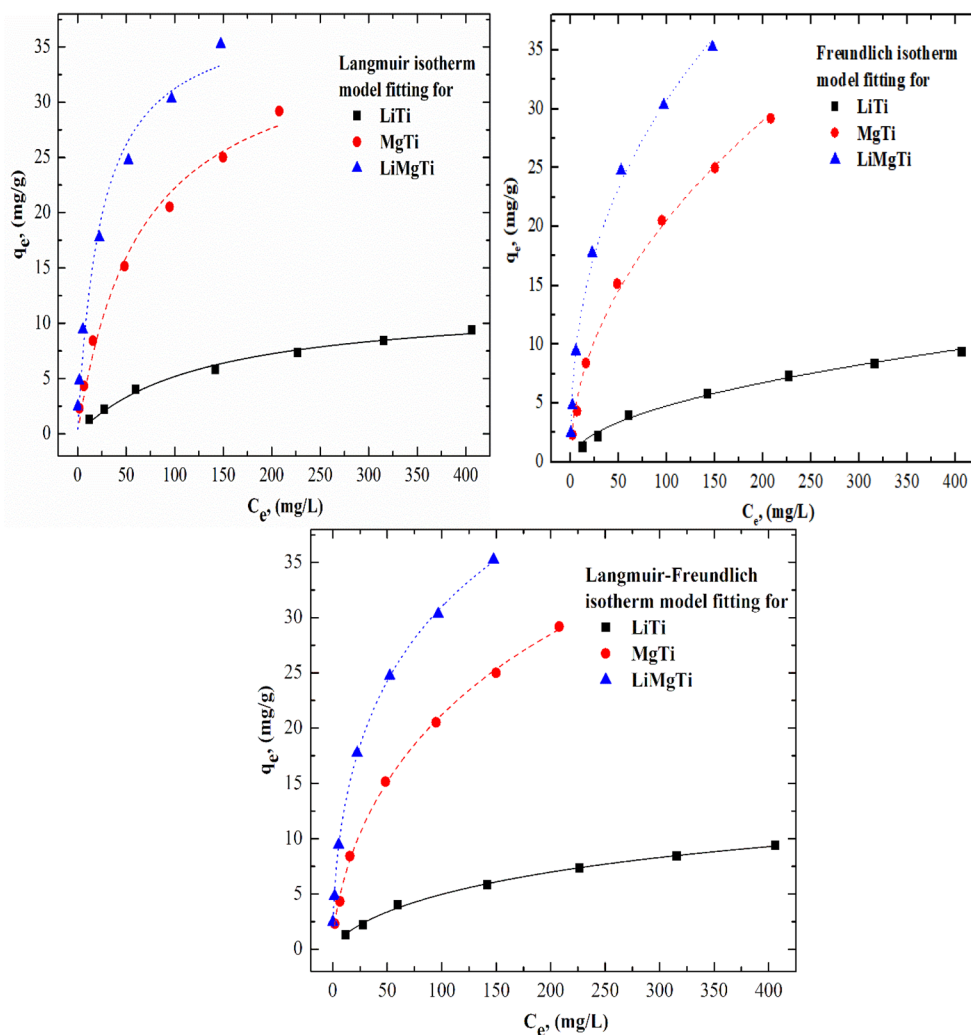 Langmuir isotherm
model fitting for
LiTi
MgTi
LiMgTi
35
30
25
20
15
10
5
0
qe, (mg/g)
0 50 100 150 200 250 300 350 400
Ce, (mg/L)
Freundlich isotherm
model fitting for
LiTi
MgTi
LiMgTi
35
30
25
20
15
10
5
0
qe, (mg/g)
0 50 100 150 200 250 300 350 400
Ce, (mg/L)
Langmuir-Freundlich
isotherm model fitting for
LiTi
MgTi
LiMgTi
35
30
25
20
15
10
5
0
qe, (mg/g)
0 50 100 150 200 250 300 350 400
Ce, (mg/L)